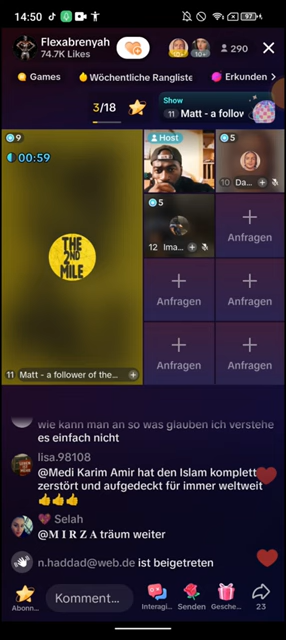 14:50
97
Flexabrenyah
74.7K Likes
10+
10+
290
Games
Wöchentliche Rangliste
Erkunden
3/18
Show
11 Matt - a follow
9
00:59
Host
5
THE
2ND
MILE
10 Da...
Anfragen
5
12 Ima...
Anfragen
Anfragen
Anfragen
Anfragen
11 Matt - a follower of the...
wie kann man an so was glauben ich verstehe
es einfach nicht
lisa.98108
@Medi Karim Amir hat den Islam komplett
zerstört und aufgedeckt für immer weltweit
👍👍👍
Selah
@𝐌 𝐈 𝐑 𝐙 𝐀 träum weiter
n.haddad@web.de ist beigetreten
Abonn...
Komment...
Interagi...
Senden
Gesche...
23